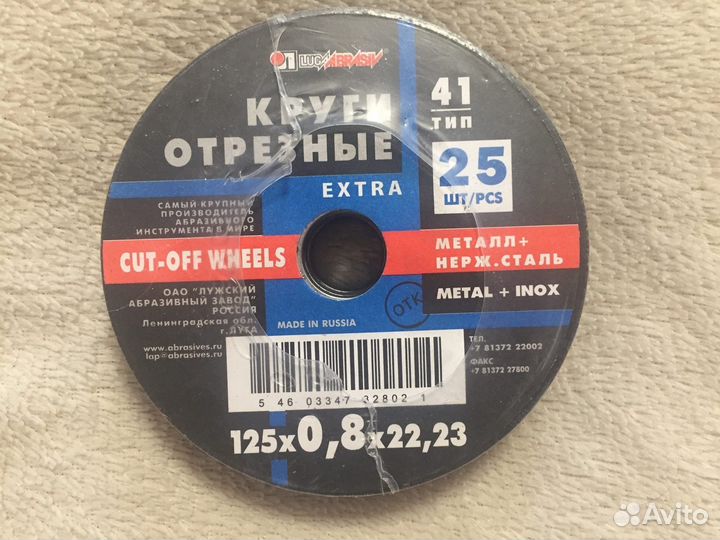 LUGAABRASIV
КРУГИ
ОТРЕЗНЫЕ
EXTRA
41
ТИП
25
ШТ/PCS
САМЫЙ КРУПНЫЙ
ПРОИЗВОДИТЕЛЬ
АБРАЗИВНОГО
ИНСТРУМЕНТА В МИРЕ
CUT-OFF WHEELS
МЕТАЛЛ+
НЕРЖ.СТАЛЬ
METAL + INOX
ОАО "ЛУЖСКИЙ
АБРАЗИВНЫЙ ЗАВОД"
РОССИЯ
Ленинградская обл.
г.ЛУГА
www.abrasives.ru
lap@abrasives.ru
MADE IN RUSSIA
ОТК
ТЕЛ.
+7 81372 22002
ФАКС
+7 81372 27800
5 46 03347 32802 1
125x0,8x22,23
Avito